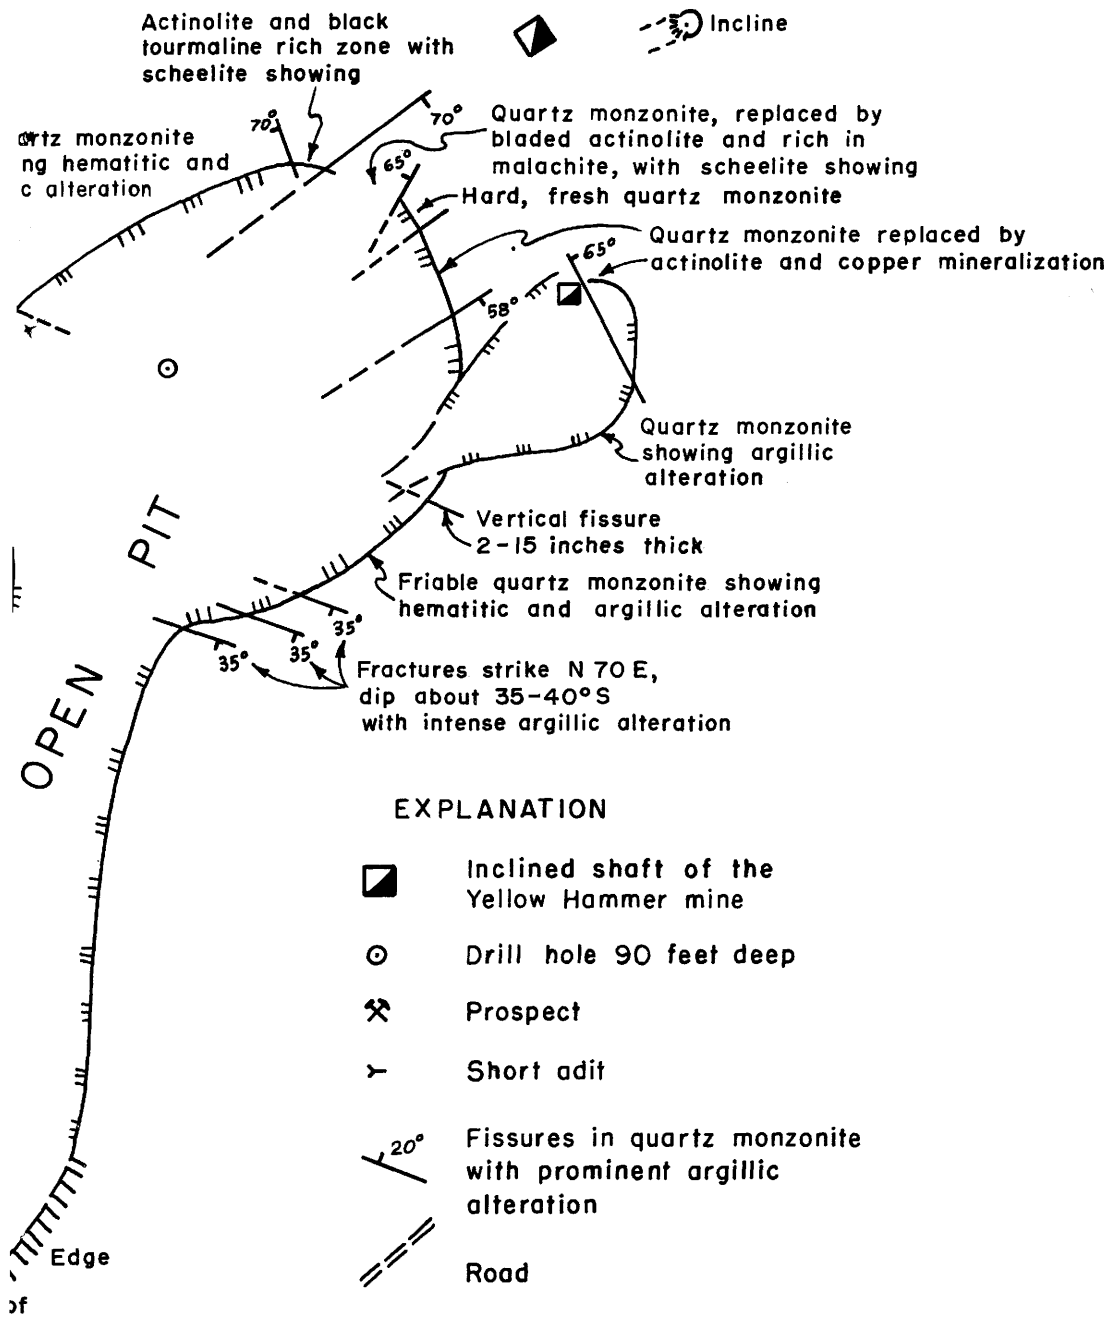 Actinolite and black
tourmaline rich zone with
scheelite showing
Incline
70°
70°
Quartz monzonite, replaced by
bladed actinolite and rich in
malachite, with scheelite showing
monzonite
ng hematitic and
c alteration
65°
Hard, fresh quartz monzonite
Quartz monzonite replaced by
actinolite and copper mineralization
65°
58°
Quartz monzonite
showing argillic
alteration
Vertical fissure
2-15 inches thick
Friable quartz monzonite showing
hematitic and argillic alteration
OPEN PIT
35°
35°
35°
Fractures strike N 70 E,
dip about 35-40° S
with intense argillic alteration
EXPLANATION
Inclined shaft of the
Yellow Hammer mine
Drill hole 90 feet deep
Prospect
Short adit
20°
Fissures in quartz monzonite
with prominent argillic
alteration
Road
Edge
of